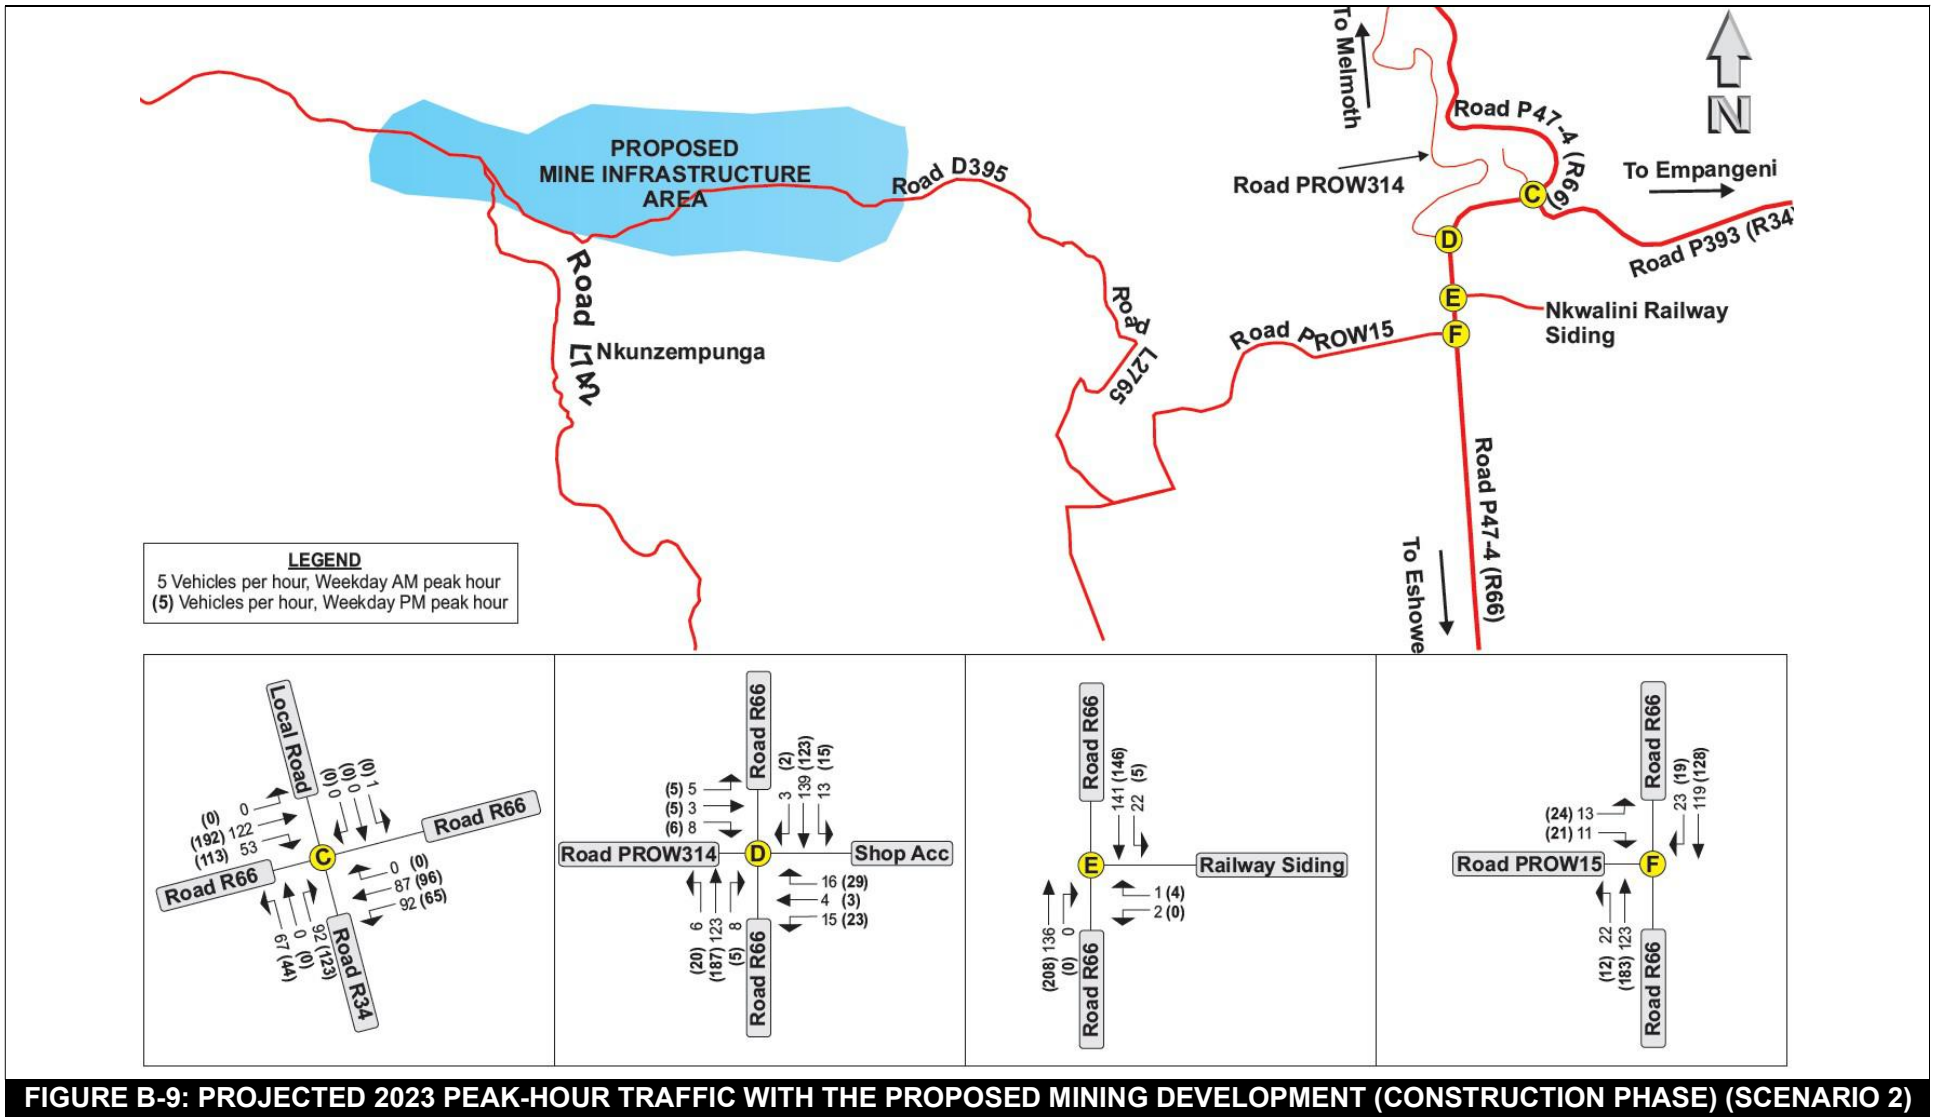 To Melmoth
N
Road P47-4 (R66)
To Empangeni
Road PROW314
C
Road P393 (R34
D
E
Nkwalini Railway
Siding
F
Road PROW15
PROPOSED
MINE INFRASTRUCTURE
AREA
Road D395
Road L742
Nkunzempunga
Road L2765
Road P47-4 (R66)
To Eshowe
LEGEND
5 Vehicles per hour, Weekday AM peak hour
(5) Vehicles per hour, Weekday PM peak hour
Local Road
(0) 0
(192) 122
(113) 53
(0) 0
(0) 0
(0) 1
Road R66
C
Road R66
0 (0)
87 (96)
92 (65)
67 (44)
0 (0)
92 (123)
Road R34
Road R66
(5) 5
(5) 3
(6) 8
3 (2)
139 (123)
13 (15)
Road PROW314
D
Shop Acc
16 (29)
4 (3)
15 (23)
(20) 6
(187) 123
(5) 8
Road R66
Road R66
141 (146)
22 (5)
E
Railway Siding
1 (4)
2 (0)
(208) 136
(0) 0
Road R66
Road R66
(24) 13
(21) 11
23 (19)
119 (128)
Road PROW15
F
(12) 22
(183) 123
Road R66
FIGURE B-9: PROJECTED 2023 PEAK-HOUR TRAFFIC WITH THE PROPOSED MINING DEVELOPMENT (CONSTRUCTION PHASE) (SCENARIO 2)